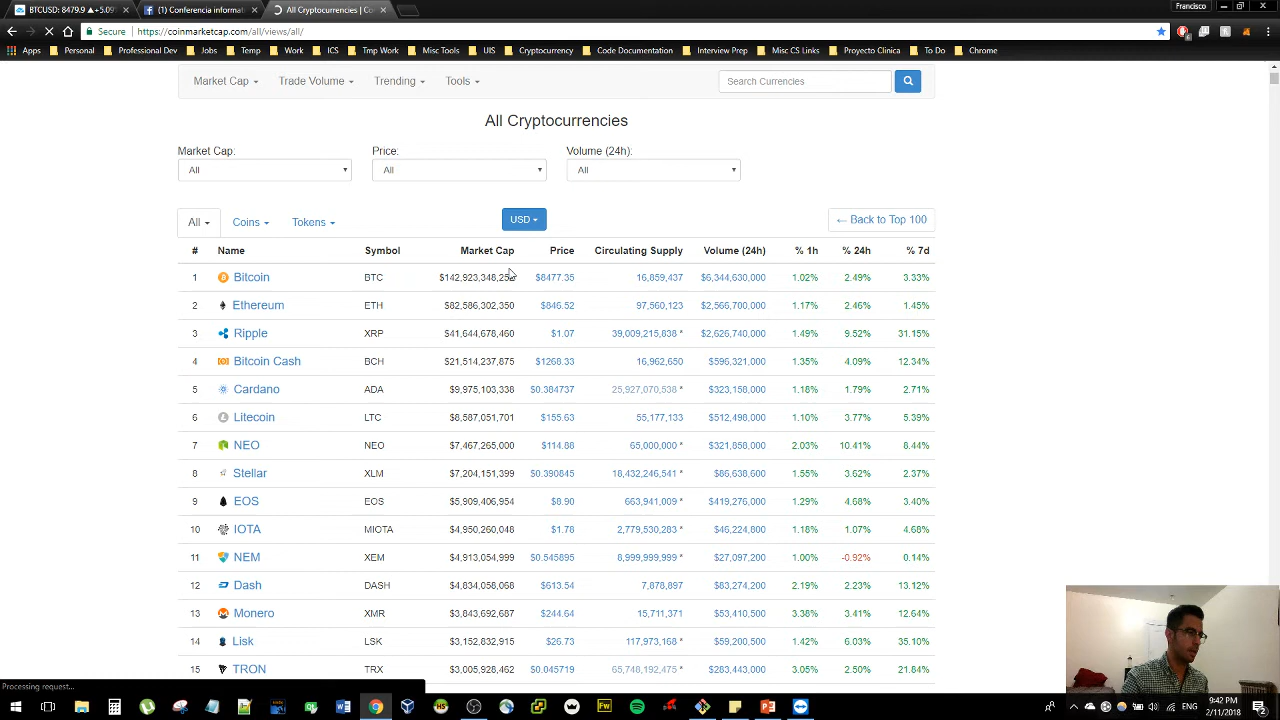 BTCUSD: 8479.9 ▲+5.09
(1) Conferencia informat
All Cryptocurrencies | Co
Francisco
Secure
https://coinmarketcap.com/all/views/all/
Apps Personal Professional Dev Jobs Temp Work ICS Tmp Work Misc Tools UIS Cryptocurrency Code Documentation Interview Prep Misc CS Links Proyecto Clinica To Do Chrome
Market Cap Trade Volume Trending Tools Search Currencies
All Cryptocurrencies
Market Cap: Price: Volume (24h):
All All All
All Coins Tokens USD ← Back to Top 100
# Name Symbol Market Cap Price Circulating Supply Volume (24h) % 1h % 24h % 7d
1 Bitcoin BTC $142,923,348,25 $8477.35 16,859,437 $6,344,630,000 1.02% 2.49% 3.33%
2 Ethereum ETH $82,586,302,350 $846.52 97,560,123 $2,566,700,000 1.17% 2.46% 1.45%
3 Ripple XRP $41,644,678,460 $1.07 39,009,215,838 * $2,626,740,000 1.49% 9.52% 31.15%
4 Bitcoin Cash BCH $21,514,237,875 $1268.33 16,962,650 $596,321,000 1.35% 4.09% 12.34%
5 Cardano ADA $9,975,103,338 $0.384737 25,927,070,538 * $323,158,000 1.18% 1.79% 2.71%
6 Litecoin LTC $8,587,051,701 $155.63 55,177,133 $512,498,000 1.10% 3.77% 5.39%
7 NEO NEO $7,467,265,000 $114.88 65,000,000 * $321,858,000 2.03% 10.41% 8.44%
8 Stellar XLM $7,204,151,399 $0.390845 18,432,246,541 * $86,638,600 1.55% 3.62% 2.37%
9 EOS EOS $5,909,406,954 $8.90 663,941,009 * $419,276,000 1.29% 4.68% 3.40%
10 IOTA MIOTA $4,950,260,048 $1.78 2,779,530,283 * $46,224,800 1.18% 1.07% 4.68%
11 NEM XEM $4,913,054,999 $0.545895 8,999,999,999 * $27,097,200 1.00% -0.92% 0.14%
12 Dash DASH $4,834,058,068 $613.54 7,878,897 $83,274,200 2.19% 2.23% 13.12%
13 Monero XMR $3,843,692,687 $244.64 15,711,371 $53,410,500 3.38% 3.41% 12.64%
14 Lisk LSK $3,152,832,915 $26.73 117,973,168 * $59,200,500 1.42% 6.03% 35.10%
15 TRON TRX $3,005,928,462 $0.045719 65,748,192,475 * $283,443,000 3.05% 2.50% 21.84%
Processing request...
ENG
9:42 PM
2/11/2018